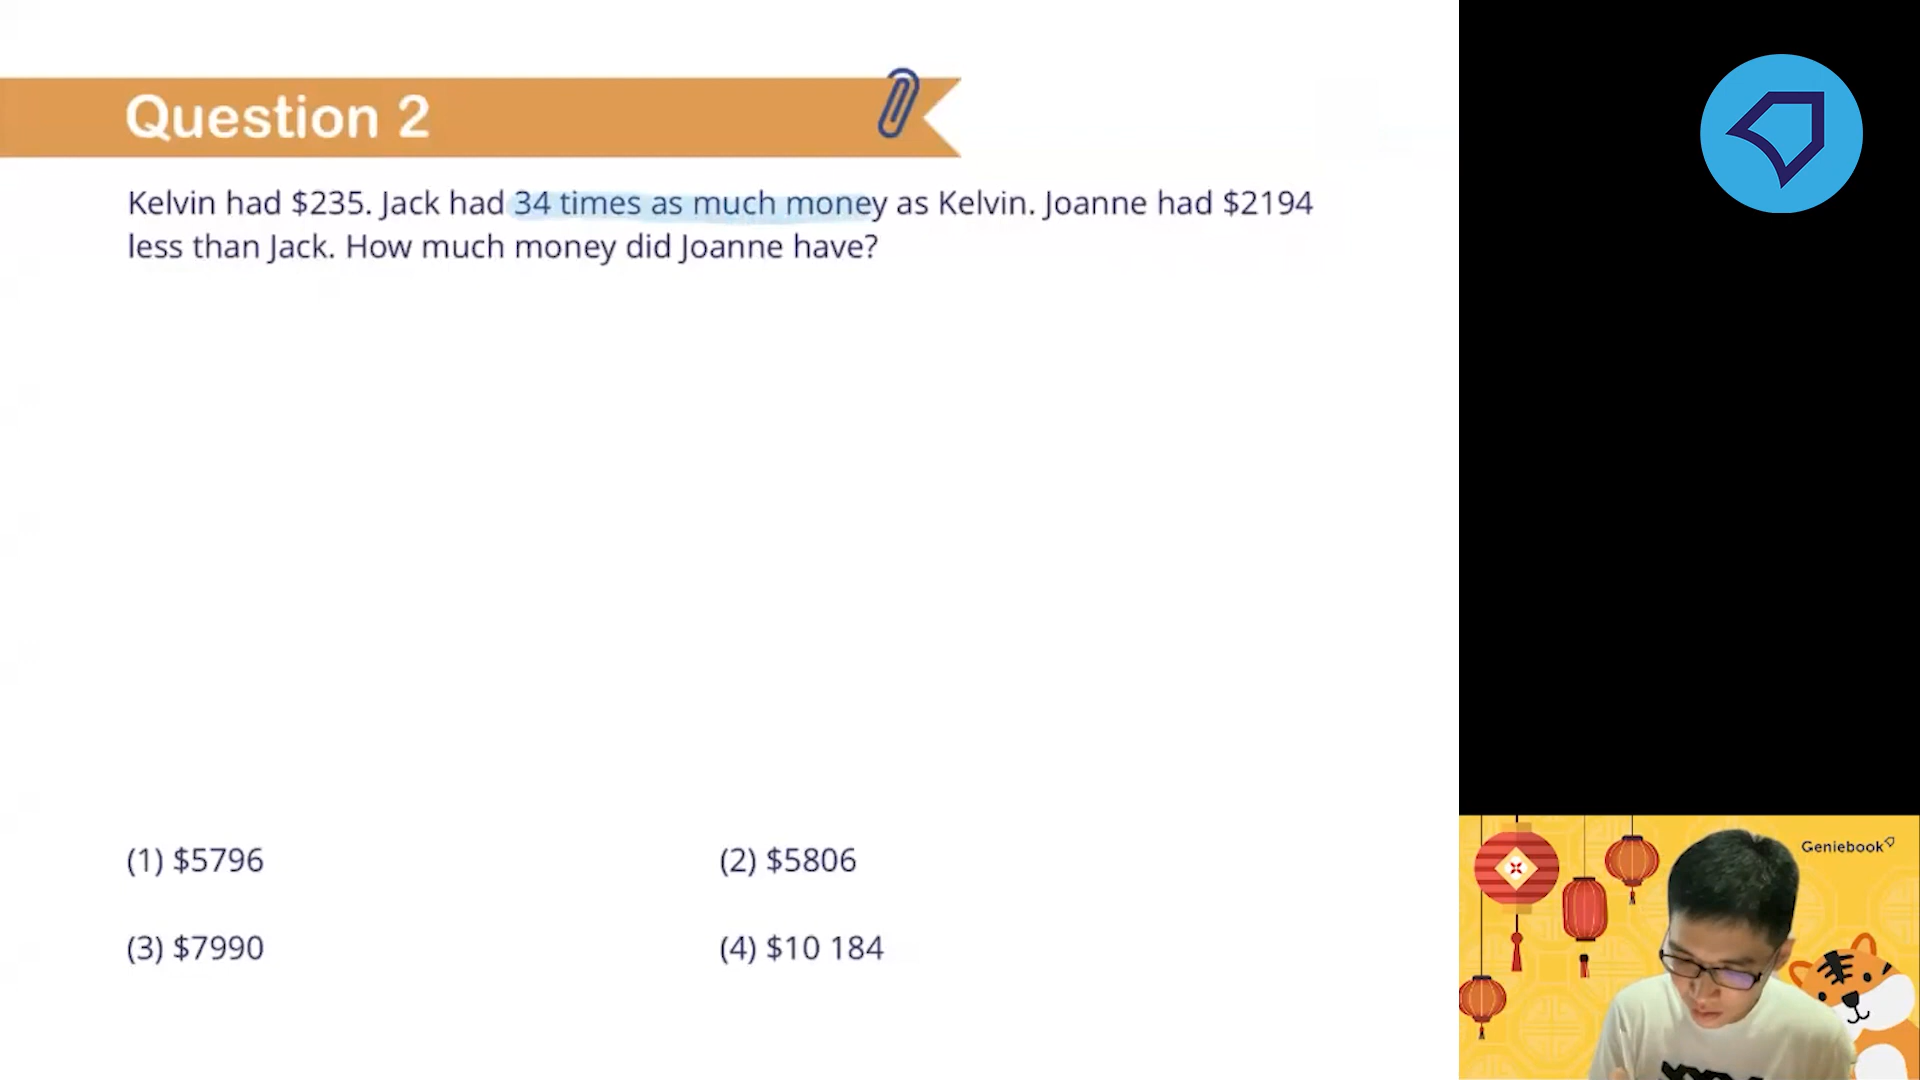 Question 2
Kelvin had $235. Jack had 34 times as much money as Kelvin. Joanne had $2194
less than Jack. How much money did Joanne have?
(1) $5796
(2) $5806
(3) $7990
(4) $10 184
Geniebook